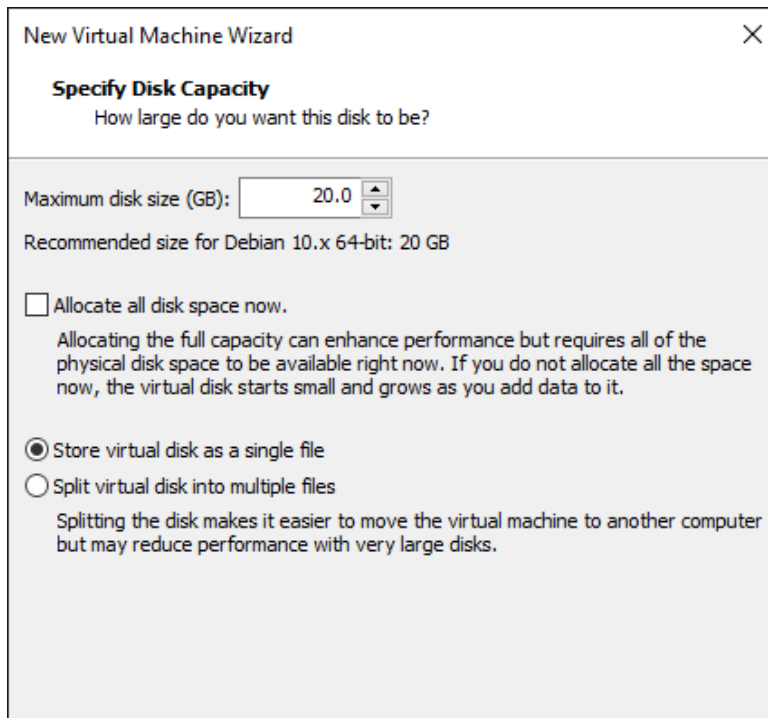 New Virtual Machine Wizard
Specify Disk Capacity
How large do you want this disk to be?
Maximum disk size (GB): 20.0
Recommended size for Debian 10.x 64-bit: 20 GB
Allocate all disk space now.
Allocating the full capacity can enhance performance but requires all of the
physical disk space to be available right now. If you do not allocate all the space
now, the virtual disk starts small and grows as you add data to it.
Store virtual disk as a single file
Split virtual disk into multiple files
Splitting the disk makes it easier to move the virtual machine to another computer
but may reduce performance with very large disks.